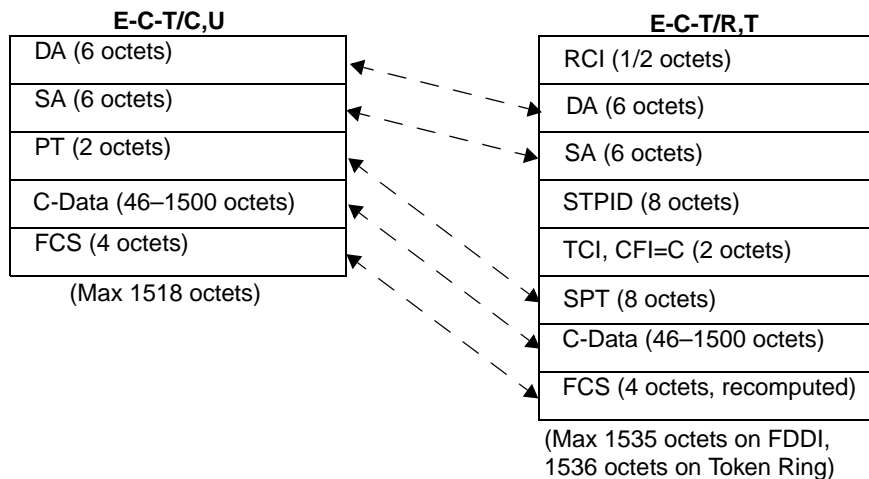 E-C-T/C,U
DA (6 octets)
SA (6 octets)
PT (2 octets)
C-Data (46–1500 octets)
FCS (4 octets)
(Max 1518 octets)
E-C-T/R,T
RCI (1/2 octets)
DA (6 octets)
SA (6 octets)
STPID (8 octets)
TCI, CFI=C (2 octets)
SPT (8 octets)
C-Data (46–1500 octets)
FCS (4 octets, recomputed)
(Max 1535 octets on FDDI,
1536 octets on Token Ring)